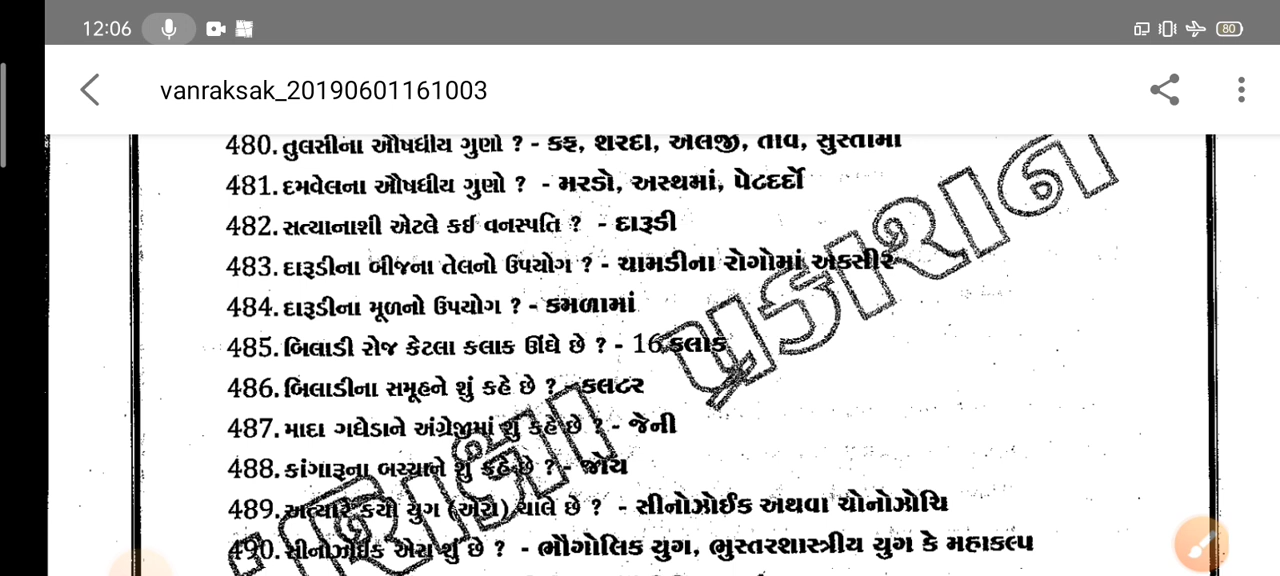 12:06
80
vanraksak_20190601161003
480. તુલસીના ઔષધીય ગુણો ? - કફ, શરદી, એલર્જી, તાવ, સુસ્તીમાં
481. દમવેલના ઔષધીય ગુણો ? - મરડો, અસ્થમાં, પેટદર્દો
482. સત્યાનાશી એટલે કઈ વનસ્પતિ ? - દારૂડી
483. દારૂડીના બીજના તેલનો ઉપયોગ ? - ચામડીના રોગોમાં એકસીર
484. દારૂડીના મૂળનો ઉપયોગ ? - કમળામાં
485. બિલાડી રોજ કેટલા કલાક ઊંઘે છે ? - 16 કલાક
486. બિલાડીના સમૂહને શું કહે છે ? - કલટર
487. માદા ગધેડાને અંગ્રેજીમાં શું કહે છે ? - જેની
488. કાંગારૂના બચ્ચાને શું કહે છે ? - જોય
489. અત્યારે કયો યુગ (એરા) ચાલે છે ? - સીનોઝોઈક અથવા ચોનોઝોચિ
490. સીનોઝોઈક એરા શું છે ? - ભૌગોલિક યુગ, ભુસ્તરશાસ્ત્રીય યુગ કે મહાકલ્પ
પ્રકાશન